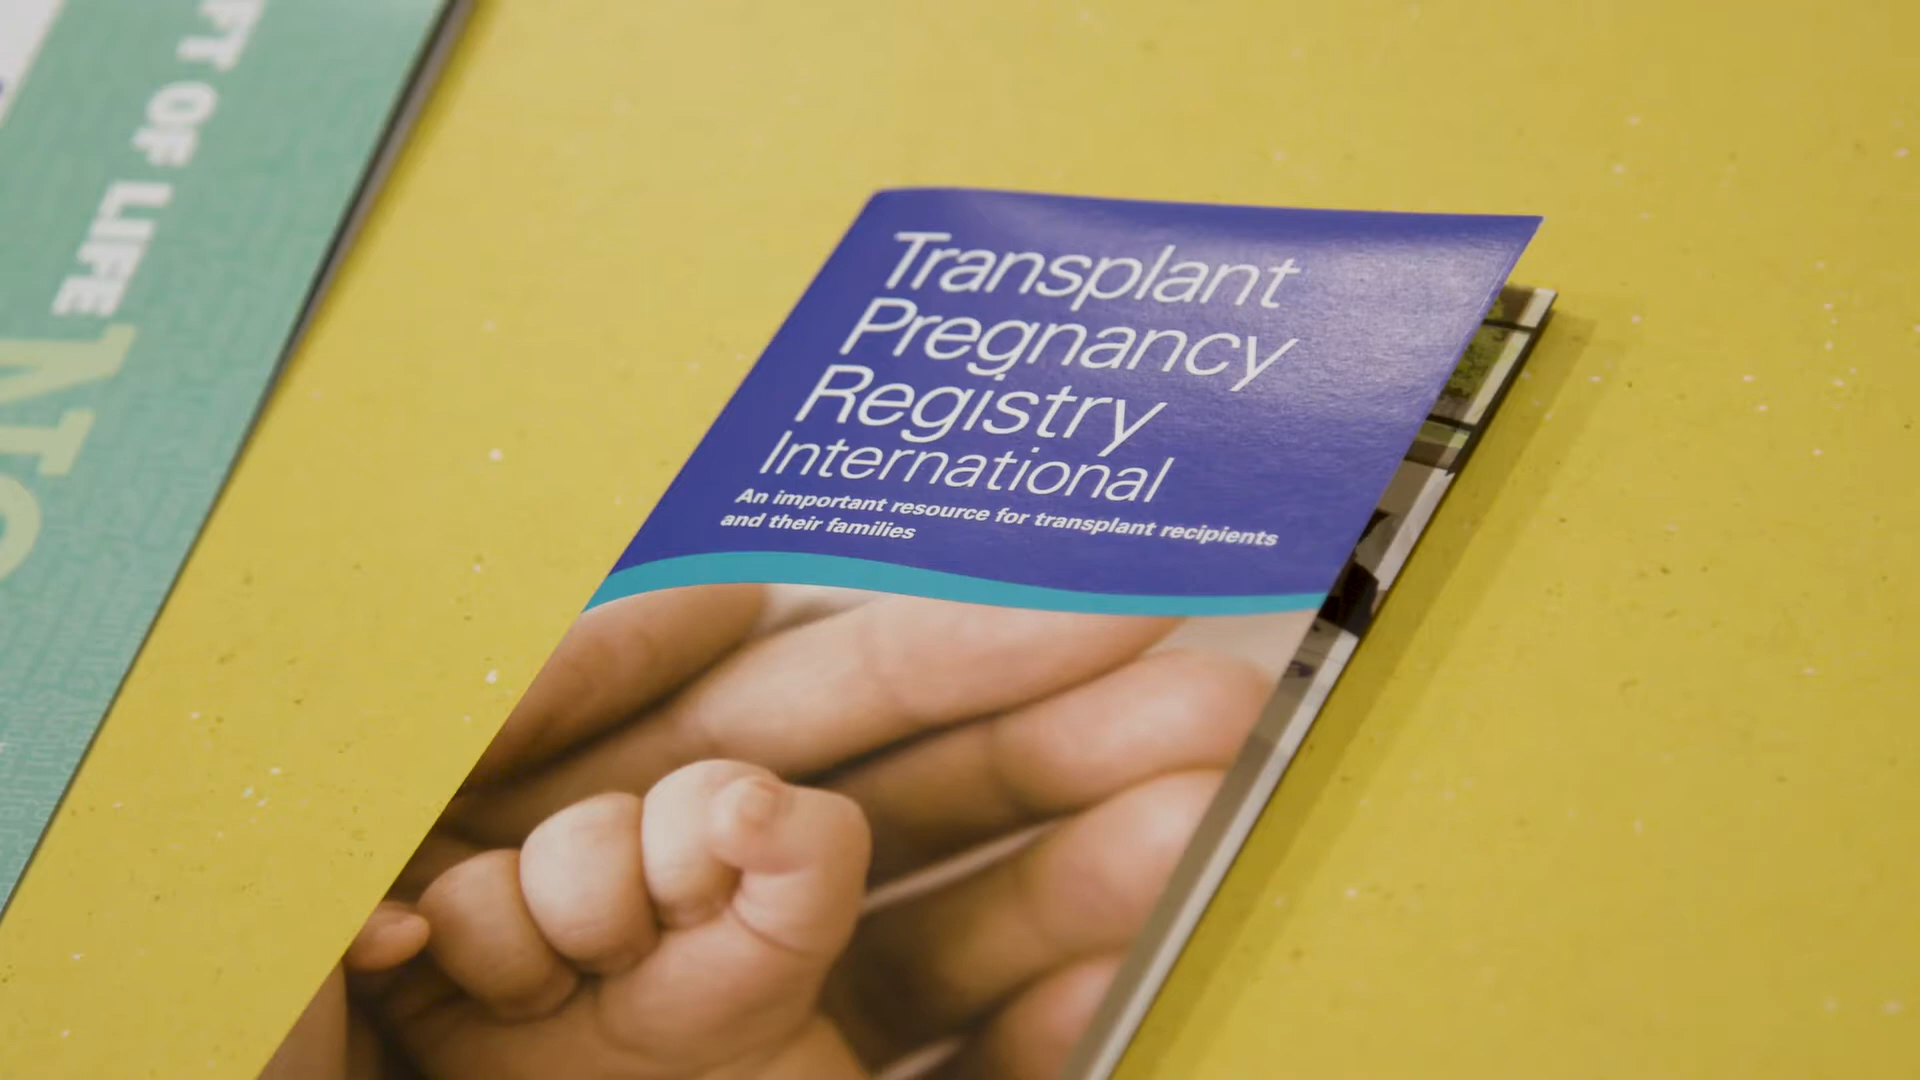 OF LIFE
Transplant
Pregnancy
Registry
International
An important resource for transplant recipients
and their families